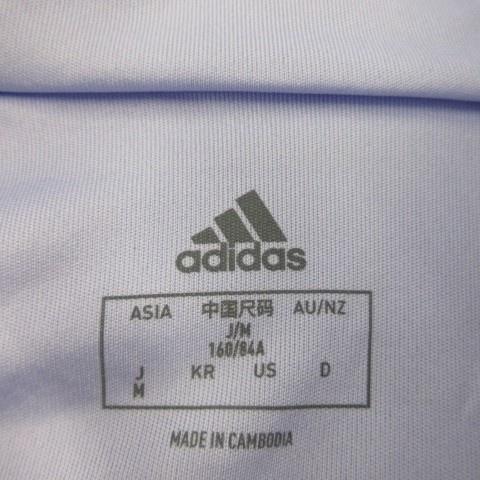 adidas
ASIA 中国尺码 AU/NZ
J/M
160/84A
J KR US D
M
MADE IN CAMBODIA